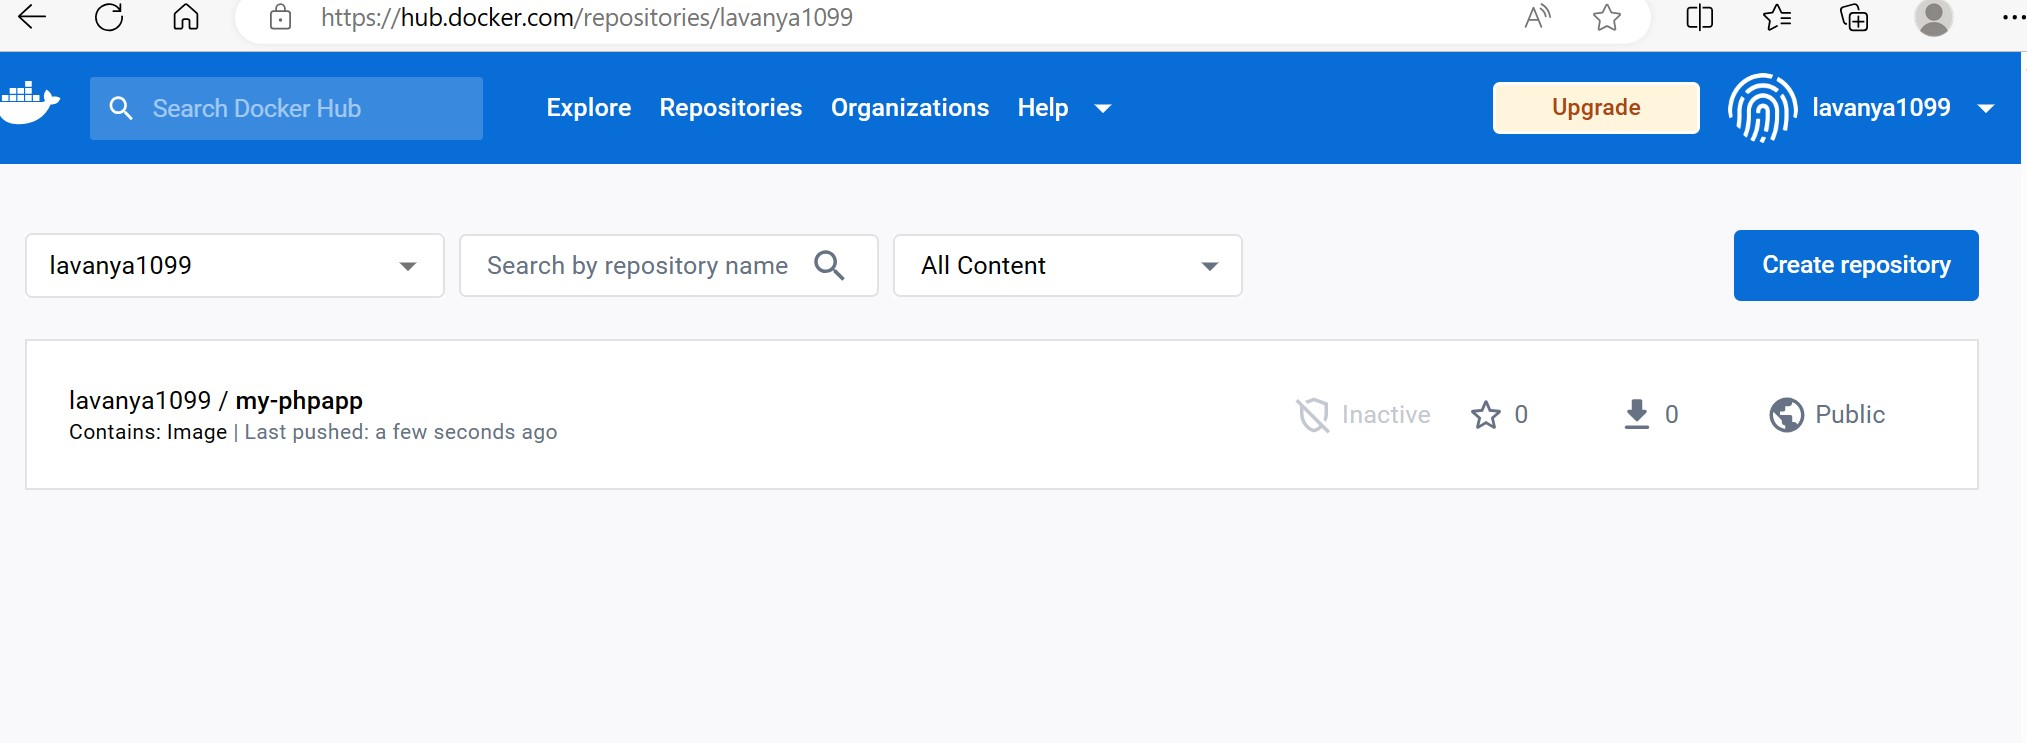 https://hub.docker.com/repositories/lavanya1099
Search Docker Hub Explore Repositories Organizations Help Upgrade lavanya1099
lavanya1099 Search by repository name All Content Create repository
lavanya1099 / my-phpapp
Contains: Image | Last pushed: a few seconds ago
Inactive 0 0 Public